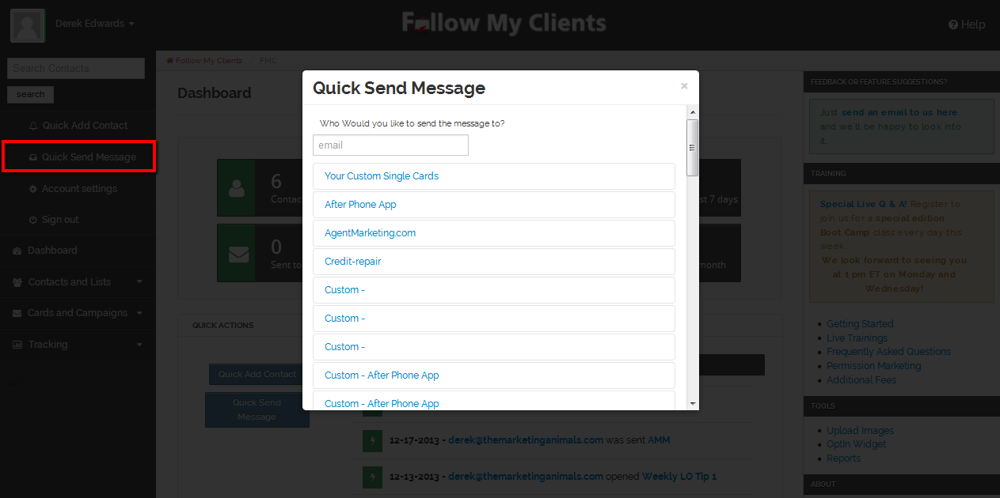 Derek Edwards
Follow My Clients
Help
Search Contacts
search
Quick Add Contact
Quick Send Message
Account settings
Sign out
Dashboard
Contacts and Lists
Cards and Campaigns
Tracking
Follow My Clients / FMC
Dashboard
6
Contac
st 7 days
0
Sent to
month
QUICK ACTIONS
Quick Add Contact
Quick Send
Message
Quick Send Message
×
Who Would you like to send the message to?
email
Your Custom Single Cards
After Phone App
AgentMarketing.com
Credit-repair
Custom -
Custom -
Custom -
Custom - After Phone App
Custom - After Phone App
12-17-2013 - derek@themarketinganimals.com was sent AMM
12-13-2013 - derek@themarketinganimals.com opened Weekly LO Tip 1
FEEDBACK OR FEATURE SUGGESTIONS?
Just send an email to us here
and we'll be happy to look into
it.
TRAINING
Special Live Q & A! Register to
join us for a special edition
Boot Camp class every day this
week.
We look forward to seeing you
at 1 pm ET on Monday and
Wednesday!
Getting Started
Live Trainings
Frequently Asked Questions
Permission Marketing
Additional Fees
TOOLS
Upload Images
OptIn Widget
Reports
ABOUT